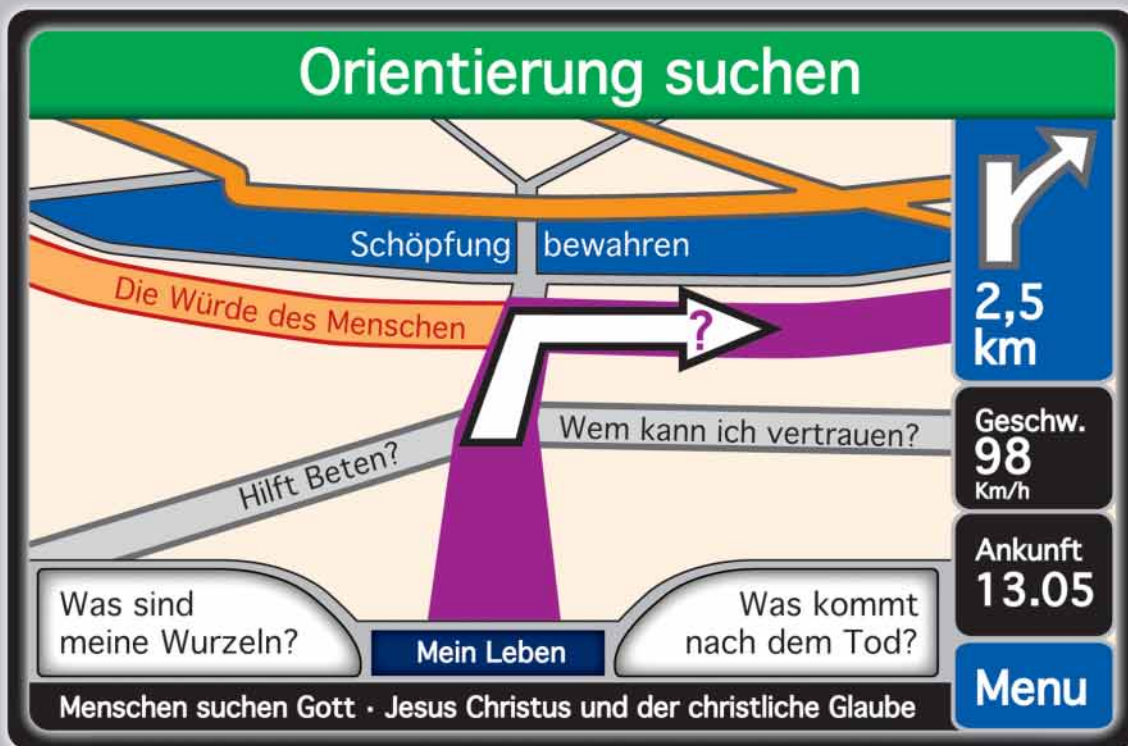 Orientierung suchen
Schöpfung bewahren
Die Würde des Menschen
?
2,5
km
Hilft Beten?
Wem kann ich vertrauen?
Geschw.
98
Km/h
Ankunft
13.05
Was sind
meine Wurzeln?
Mein Leben
Was kommt
nach dem Tod?
Menu
Menschen suchen Gott · Jesus Christus und der christliche Glaube